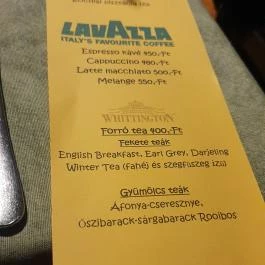 LAVAZZA
ITALY'S FAVOURITE COFFEE
Espresso kávé 450,-Ft
Cappuccino 480,-Ft
Latte macchiato 500,-Ft
Melange 550,-Ft
WHITTINGTON
Forró tea 400,-Ft
Fekete teák
English Breakfast, Earl Grey, Darjeling
Winter Tea (fahéj és szegfűszeg ízű)
Gyümölcs teák
Áfonya-cseresznye,
Őszibarack-sárgabarack Rooibos